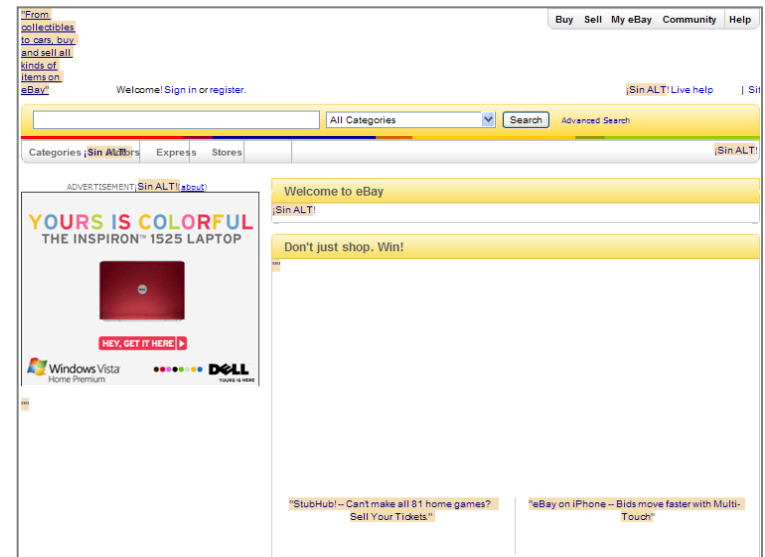 "From
collectibles
to cars, buy
and sell all
kinds of
items on
eBay"
Buy Sell My eBay Community Help
Welcome! Sign in or register.
¡Sin ALT! Live help | Sit
All Categories Search Advanced Search
Categories ¡Sin ALT! Express Stores
¡Sin ALT!
ADVERTISEMENT¡Sin ALT!(about)
YOURS IS COLORFUL
THE INSPIRON™ 1525 LAPTOP
HEY, GET IT HERE
Windows Vista
Home Premium
DELL
YOURS IS HERE
Welcome to eBay
¡Sin ALT!
Don't just shop. Win!
""
""
"StubHub! -- Can't make all 81 home games?
Sell Your Tickets."
"eBay on iPhone -- Bids move faster with Multi-
Touch"